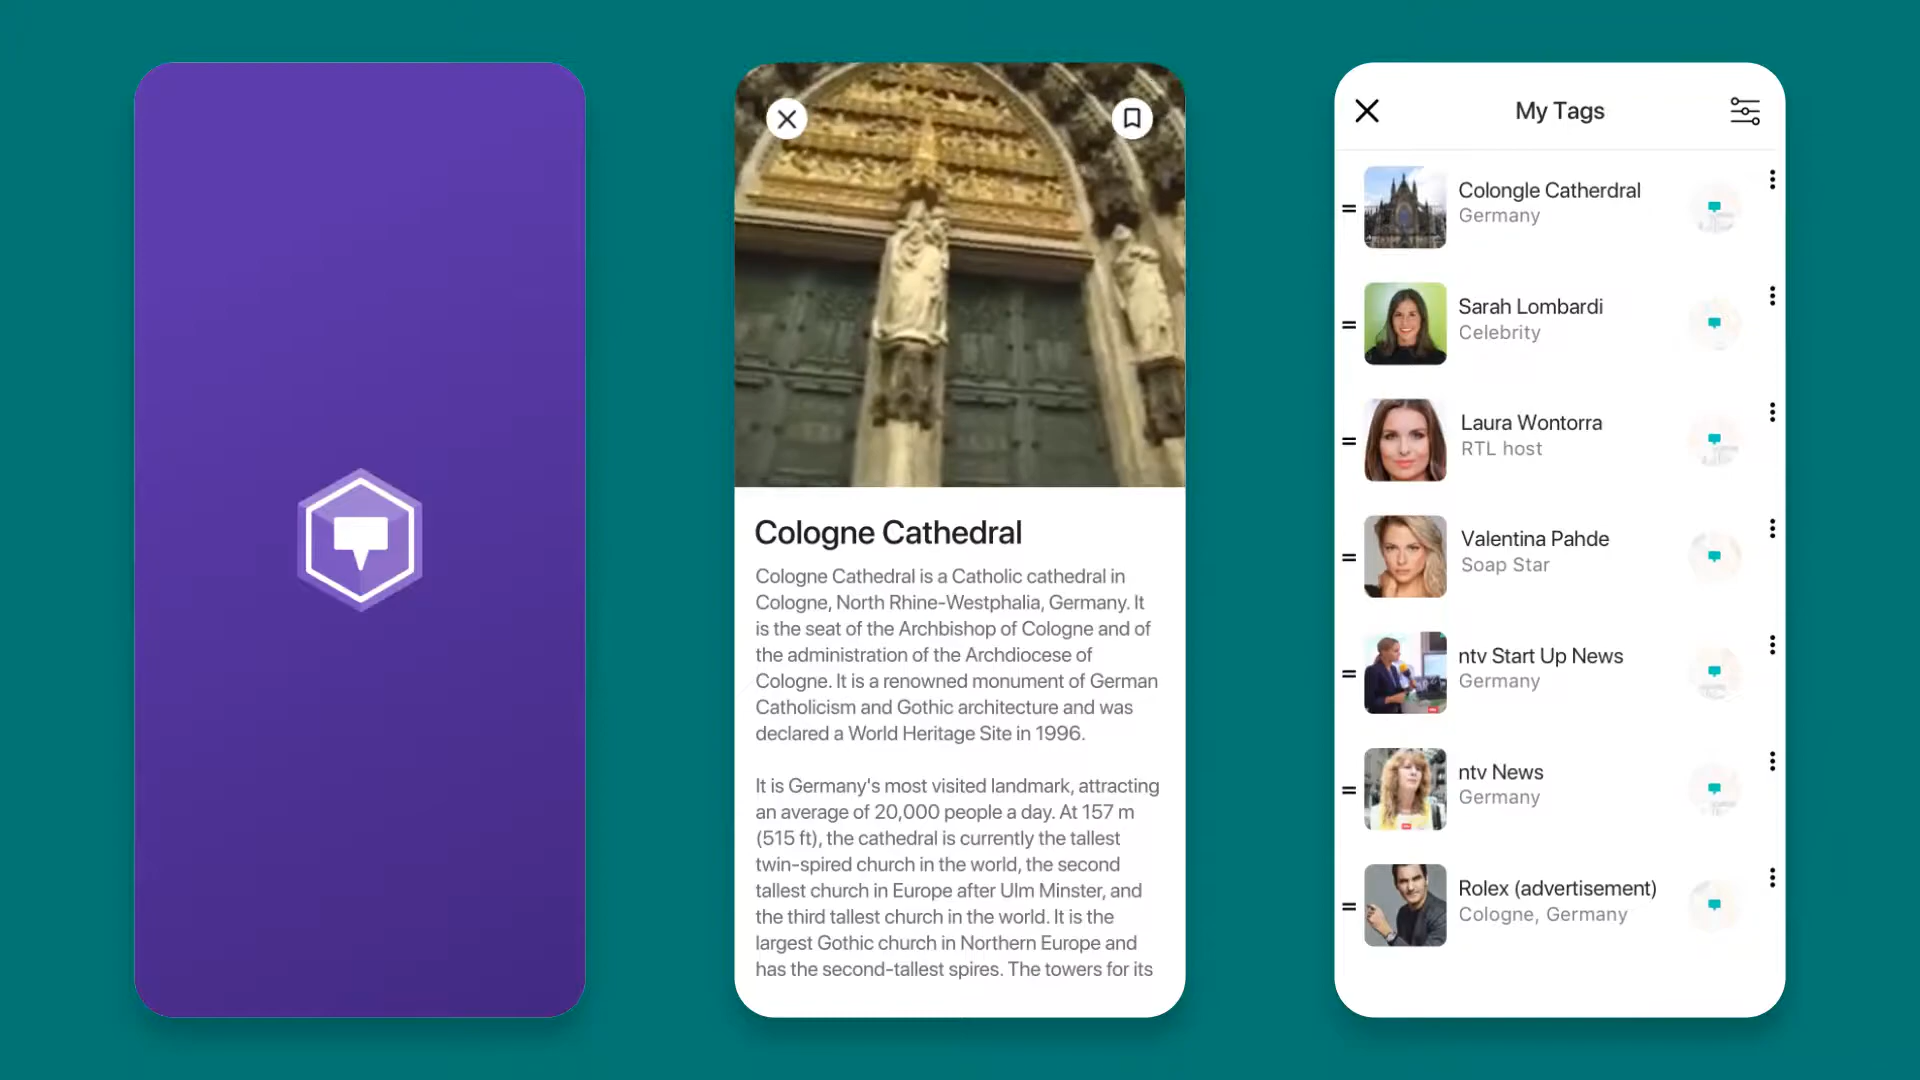 Cologne Cathedral
Cologne Cathedral is a Catholic cathedral in
Cologne, North Rhine-Westphalia, Germany. It
is the seat of the Archbishop of Cologne and of
the administration of the Archdiocese of
Cologne. It is a renowned monument of German
Catholicism and Gothic architecture and was
declared a World Heritage Site in 1996.
It is Germany's most visited landmark, attracting
an average of 20,000 people a day. At 157 m
(515 ft), the cathedral is currently the tallest
twin-spired church in the world, the second
tallest church in Europe after Ulm Minster, and
the third tallest church in the world. It is the
largest Gothic church in Northern Europe and
has the second-tallest spires. The towers for its
My Tags
Colongle Catherdral
Germany
Sarah Lombardi
Celebrity
Laura Wontorra
RTL host
Valentina Pahde
Soap Star
ntv Start Up News
Germany
ntv News
Germany
Rolex (advertisement)
Cologne, Germany